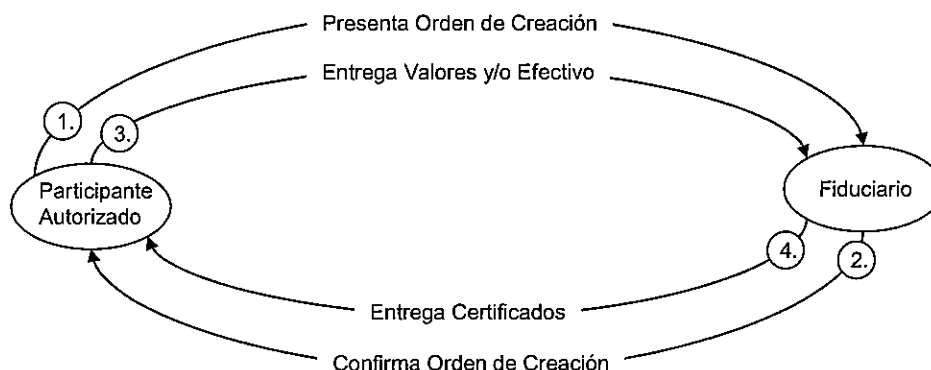 Presenta Orden de Creación
Entrega Valores y/o Efectivo
1.
3.
Participante
Autorizado
Fiduciario
4.
2.
Entrega Certificados
Confirma Orden de Creación